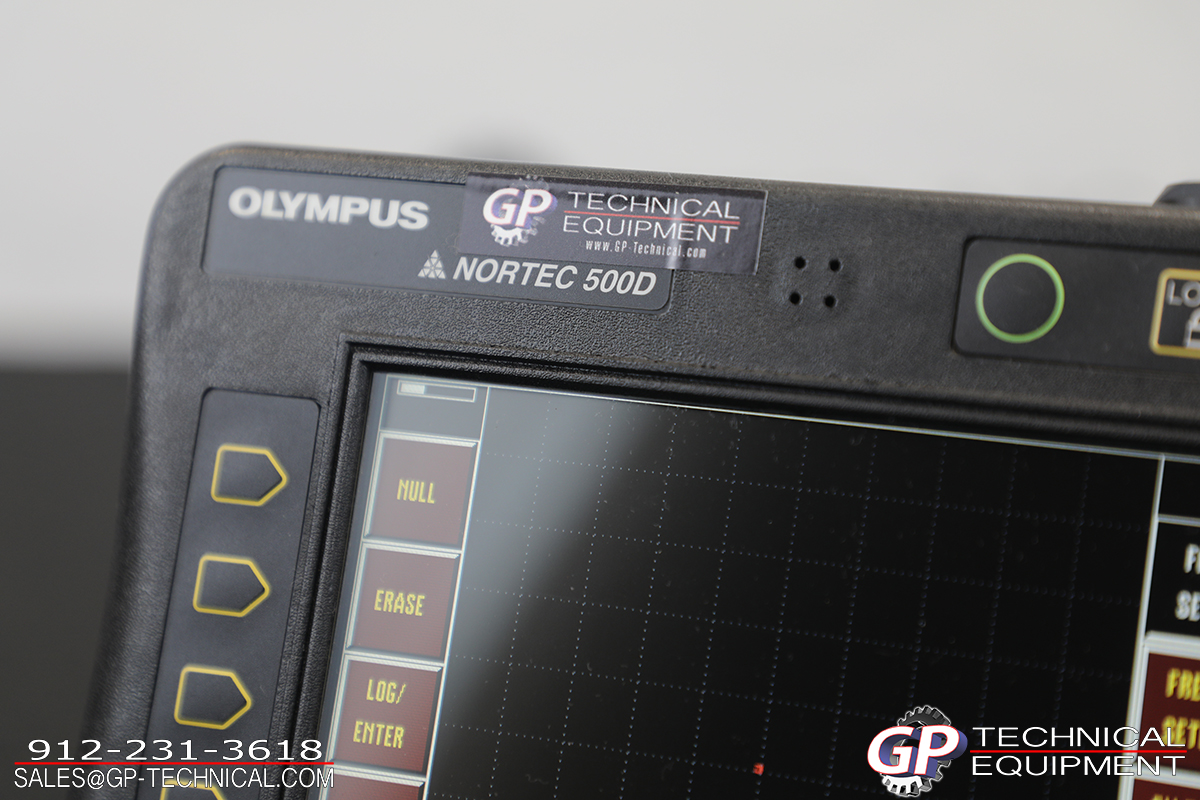 OLYMPUS
GP TECHNICAL
EQUIPMENT
www.GP-Technical.com
NORTEC 500D
NULL
ERASE
LOG/
ENTER
912-231-3618
SALES@GP-TECHNICAL.COM
GP TECHNICAL
EQUIPMENT